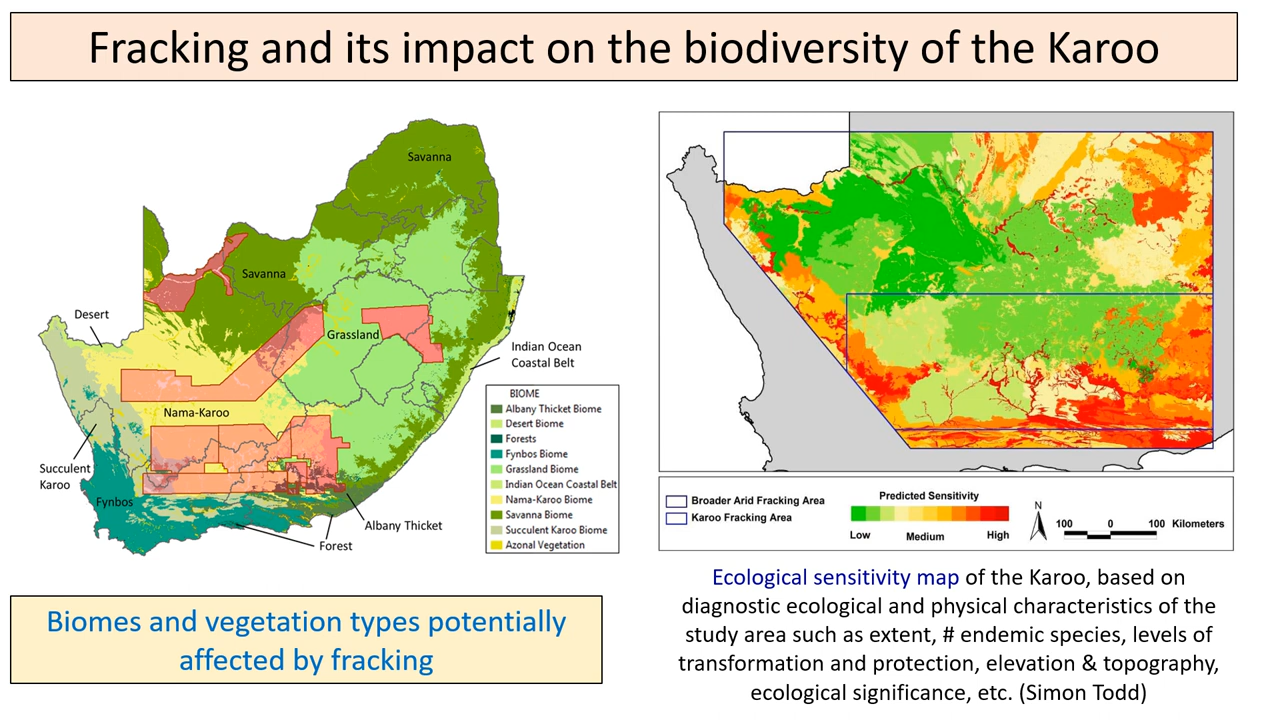 Fracking and its impact on the biodiversity of the Karoo
Savanna
Savanna
Desert
Grassland
Indian Ocean
Coastal Belt
Nama-Karoo
Succulent
Karoo
Fynbos
Albany Thicket
Forest
BIOME
Albany Thicket Biome
Desert Biome
Forests
Fynbos Biome
Grassland Biome
Indian Ocean Coastal Belt
Nama-Karoo Biome
Savanna Biome
Succulent Karoo Biome
Azonal Vegetation
Biomes and vegetation types potentially
affected by fracking
Broader Arid Fracking Area
Karoo Fracking Area
Predicted Sensitivity
Low Medium High
N
100 0 100 Kilometers
Ecological sensitivity map of the Karoo, based on
diagnostic ecological and physical characteristics of the
study area such as extent, # endemic species, levels of
transformation and protection, elevation & topography,
ecological significance, etc. (Simon Todd)